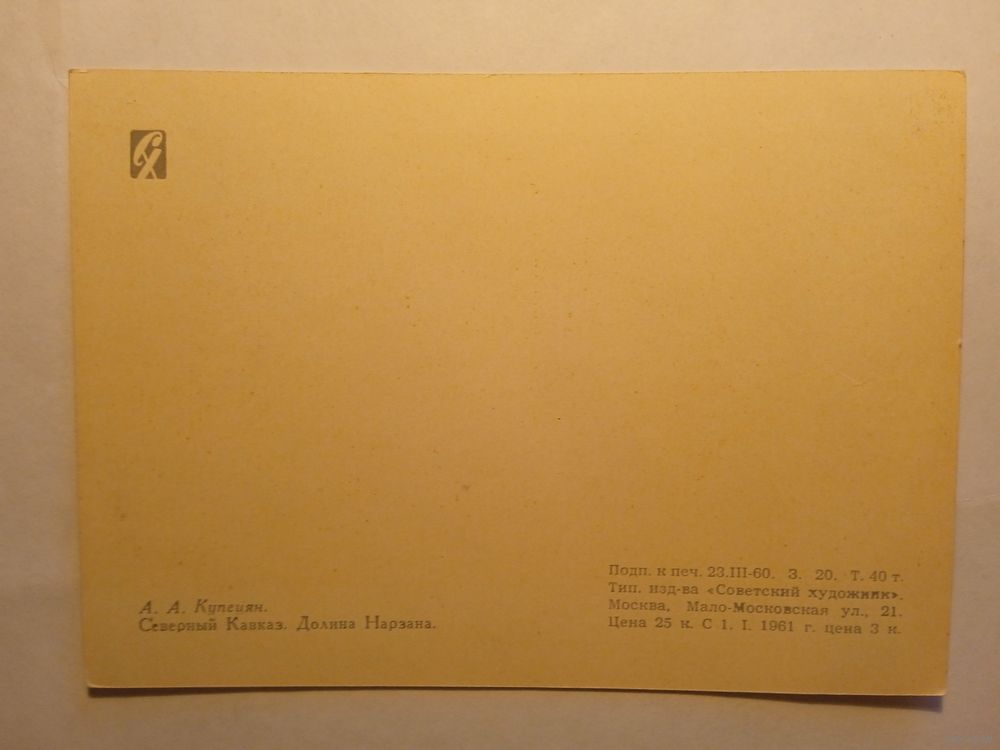 СХ
А. А. Купецян.
Северный Кавказ. Долина Нарзана.
Подп. к печ. 23.III-60. З. 20. Т. 40 т.
Тип. изд-ва «Советский художник».
Москва, Мало-Московская ул., 21.
Цена 25 к. С 1. I. 1961 г. цена 3 к.